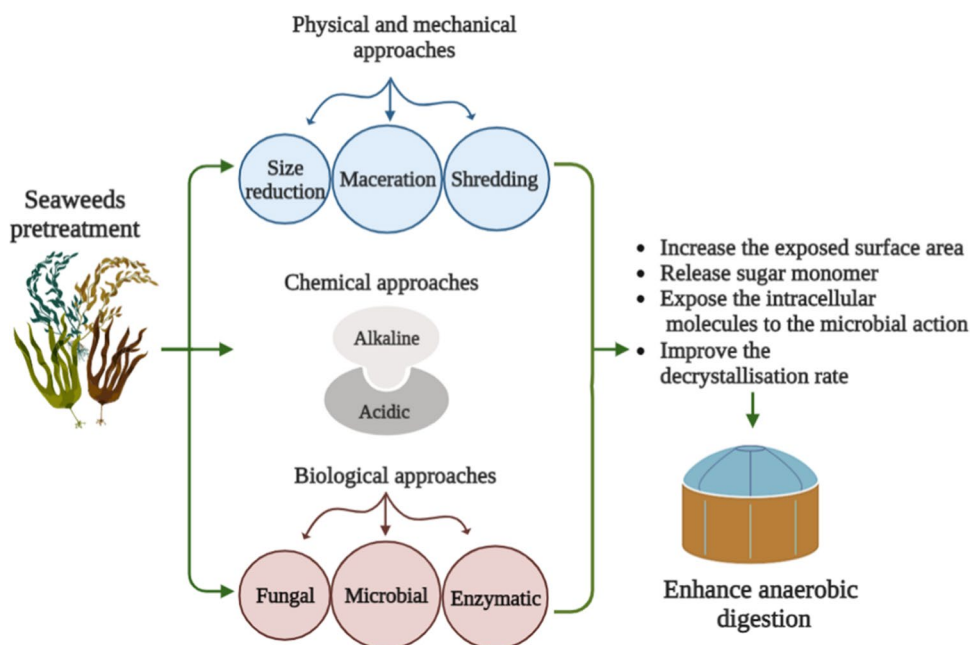 Physical and mechanical
approaches
Size
reduction
Maceration
Shredding
Seaweeds
pretreatment
Chemical approaches
Alkaline
Acidic
Biological approaches
Fungal
Microbial
Enzymatic
• Increase the exposed surface area
• Release sugar monomer
• Expose the intracellular
molecules to the microbial action
• Improve the
decrystallisation rate
Enhance anaerobic
digestion